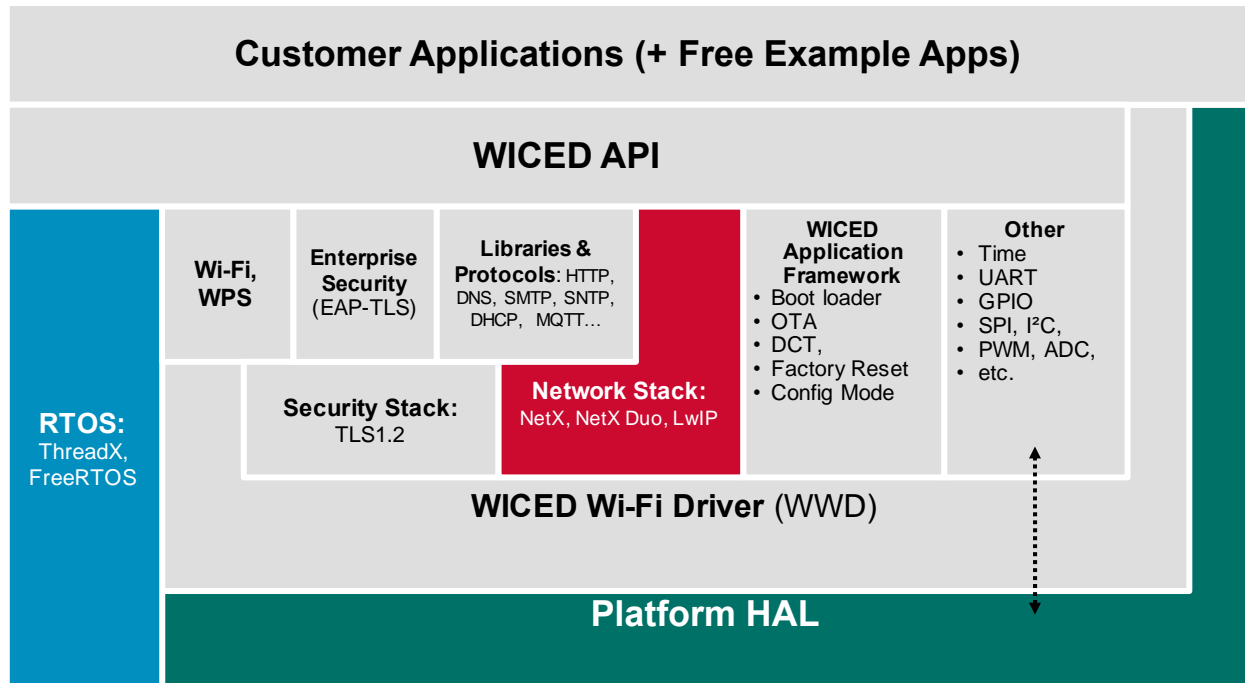 Customer Applications (+ Free Example Apps)
WICED API
RTOS:
ThreadX,
FreeRTOS
Wi-Fi,
WPS
Enterprise
Security
(EAP-TLS)
Libraries &
Protocols: HTTP,
DNS, SMTP, SNTP,
DHCP, MQTT…
Security Stack:
TLS1.2
Network Stack:
NetX, NetX Duo, LwIP
WICED
Application
Framework
• Boot loader
• OTA
• DCT,
• Factory Reset
• Config Mode
Other
• Time
• UART
• GPIO
• SPI, I²C,
• PWM, ADC,
• etc.
WICED Wi-Fi Driver (WWD)
Platform HAL